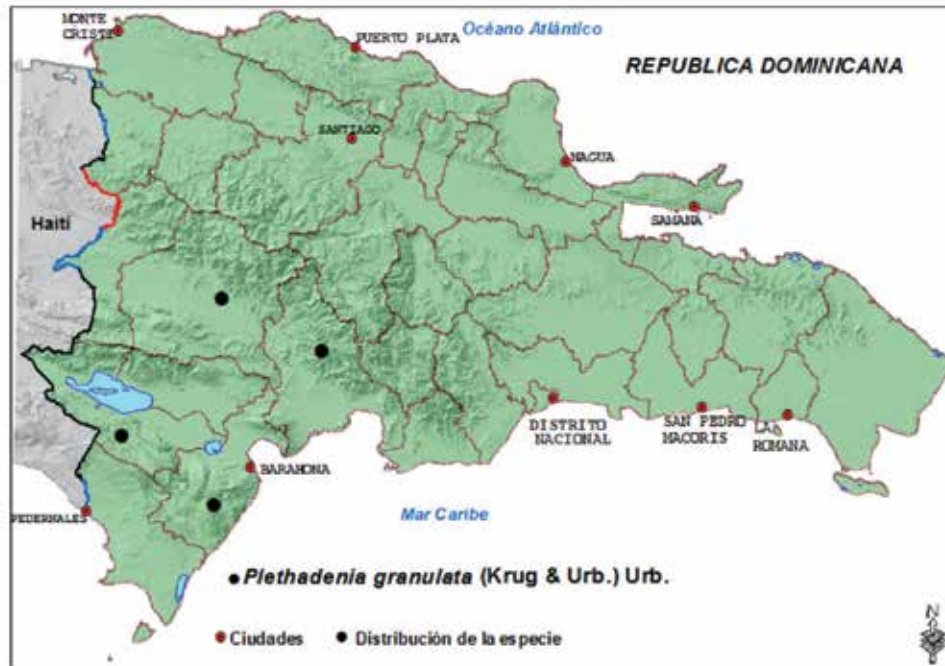 MONTE
CRISTI
PUERTO PLATA
Océano Atlántico
REPUBLICA DOMINICANA
SANTIAGO
NAGUA
SAMANA
Haití
DISTRITO
NACIONAL
SAN PEDRO
MACORIS
LA
ROMANA
BARAHONA
PEDERNALES
Mar Caribe
Plethadenia granulata (Krug & Urb.) Urb.
Ciudades
Distribución de la especie
N